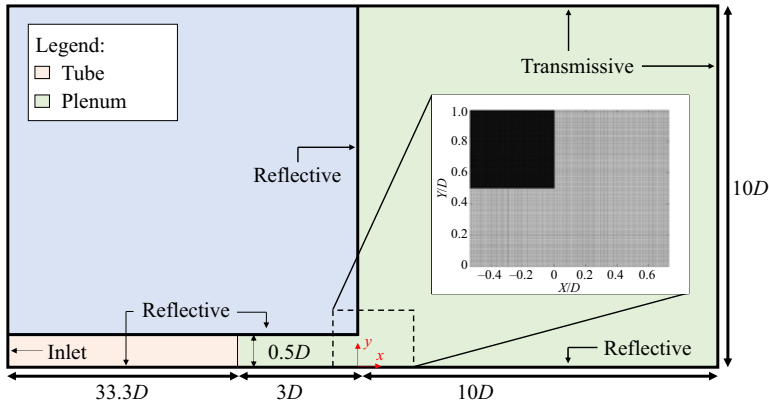 Legend:
Tube
Plenum
Transmissive
Reflective
10D
1.0
0.8
0.6
0.4
0.2
0
Y/D
−0.4 −0.2 0 0.2 0.4 0.6
X/D
Reflective
Inlet
0.5D
y
x
Reflective
33.3D
3D
10D